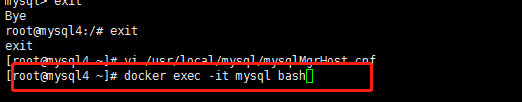 mysql> exit
Bye
root@mysql4:/# exit
exit
[root@mysql4 ~]# vi /usr/local/mysql/mysqlMgrHost.cnf
[root@mysql4 ~]# docker exec -it mysql bash